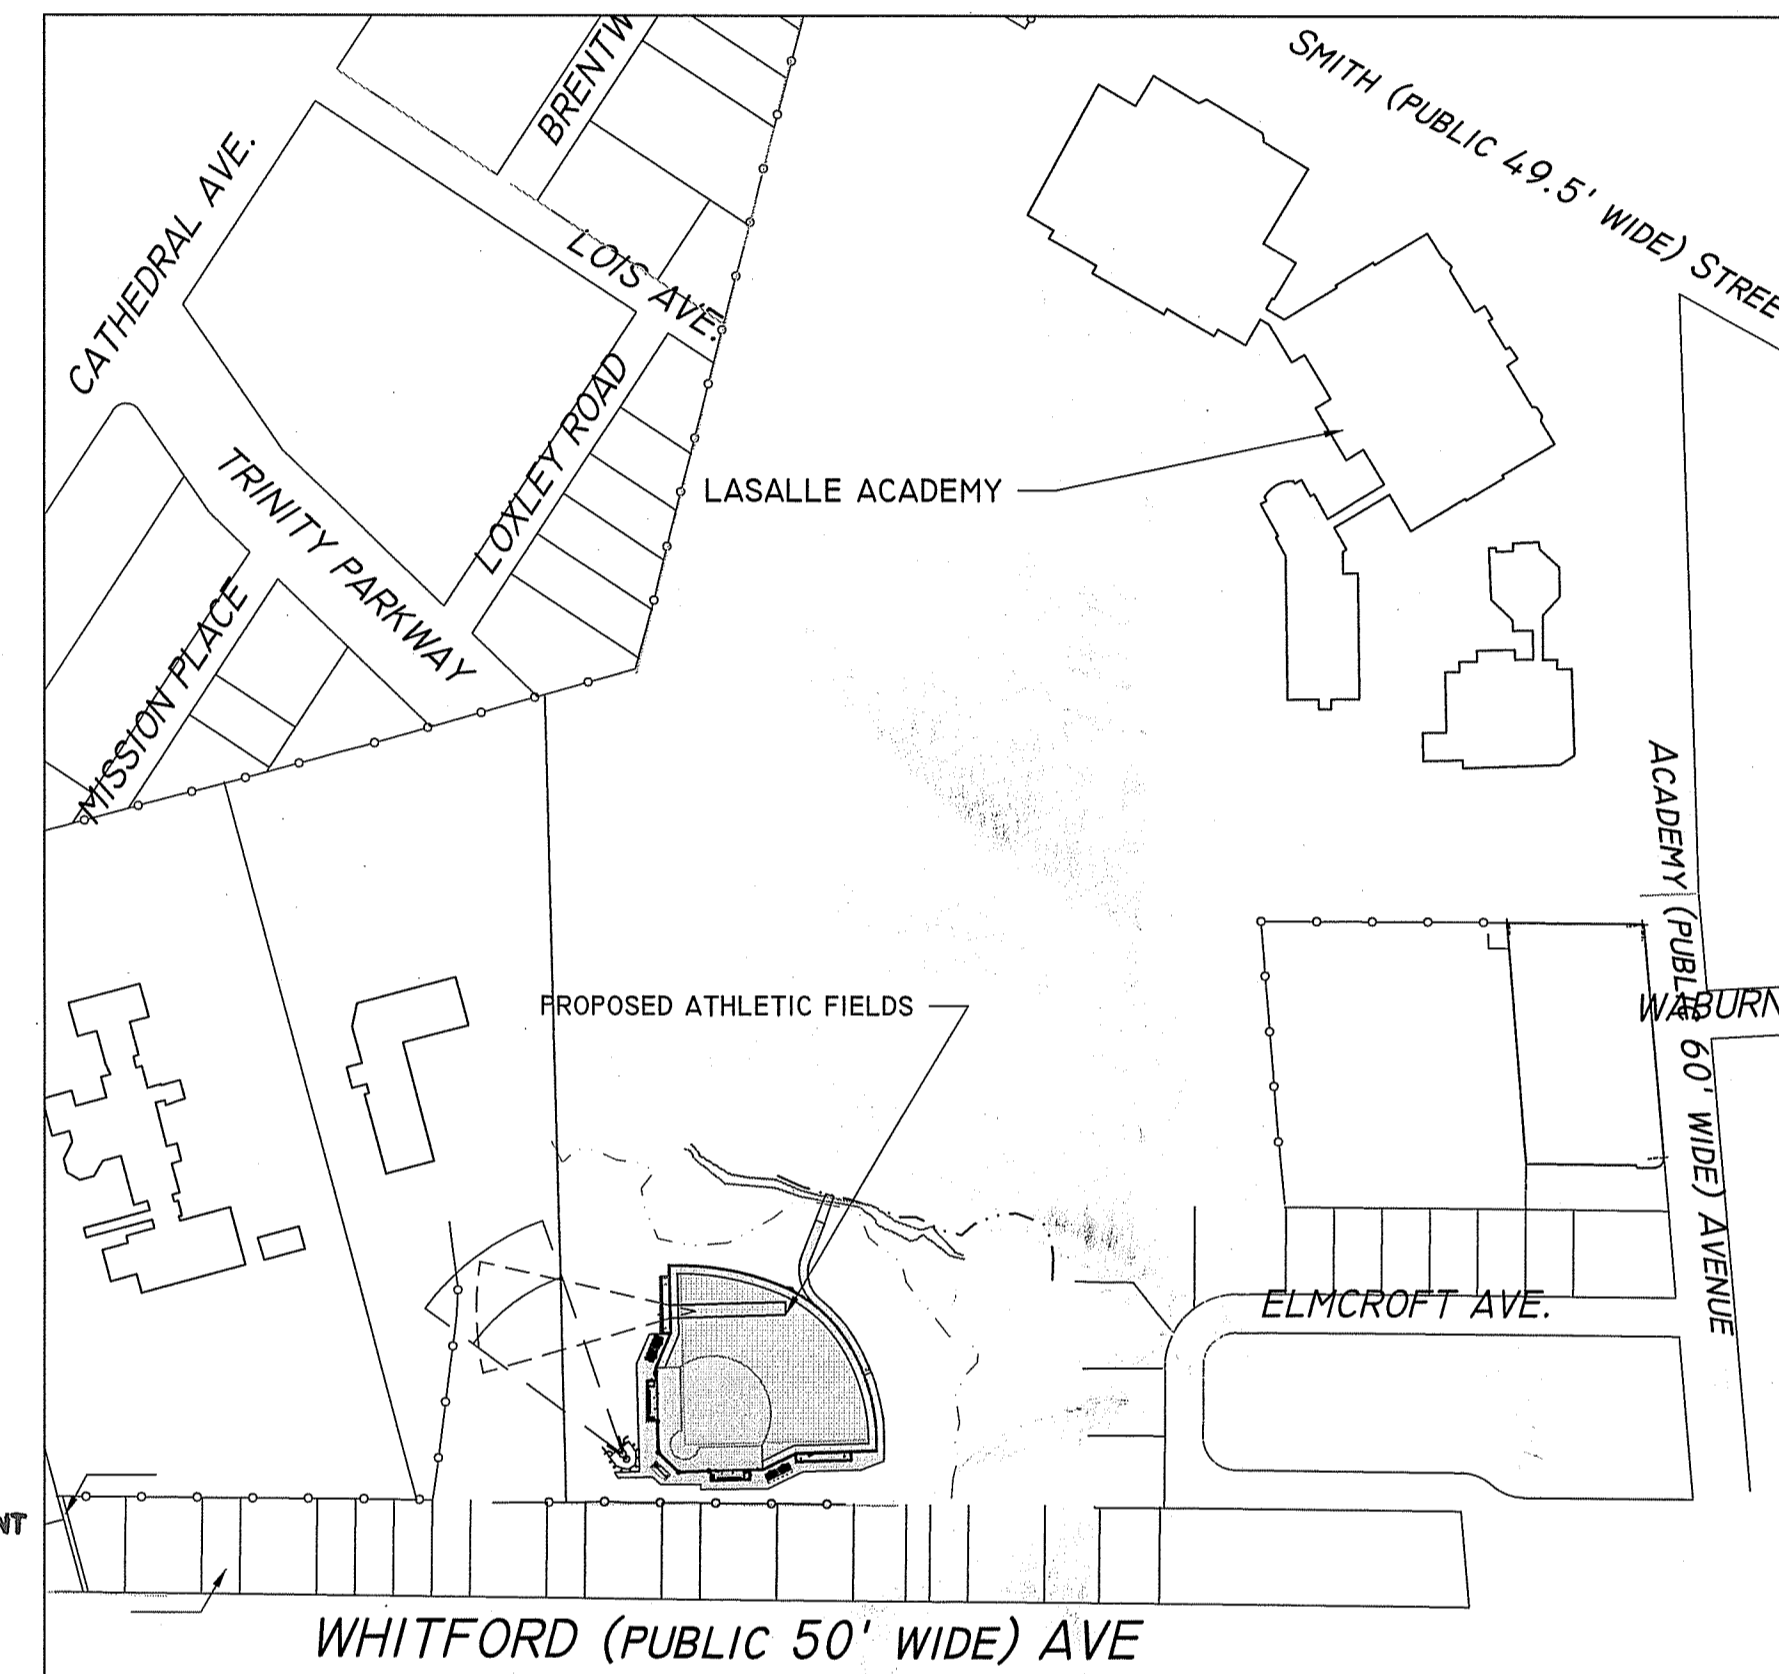 SMITH (PUBLIC 49.5' WIDE) STREE
BRENTW
CATHEDRAL AVE.
LOIS AVE.
LOXLEY ROAD
TRINITY PARKWAY
LASALLE ACADEMY
MISSION PLACE
ACADEMY (PUBLIC 60' WIDE) AVENUE
WABURN
PROPOSED ATHLETIC FIELDS
ELMCROFT AVE.
NT
WHITFORD (PUBLIC 50' WIDE) AVE